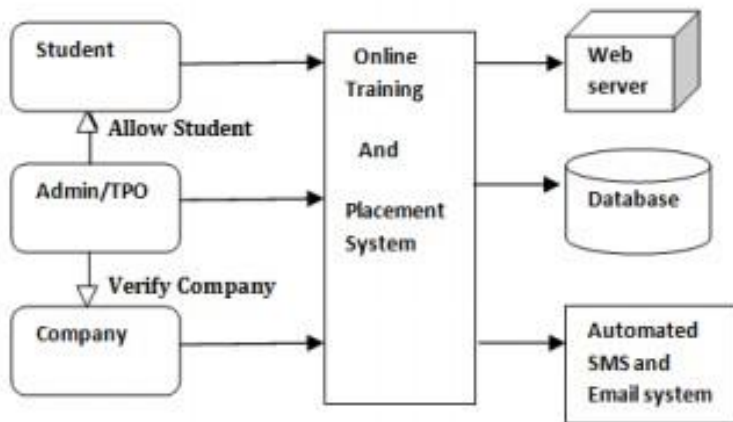 Student
Allow Student
Admin/TPO
Verify Company
Company
Online
Training
And
Placement
System
Web
server
Database
Automated
SMS and
Email system